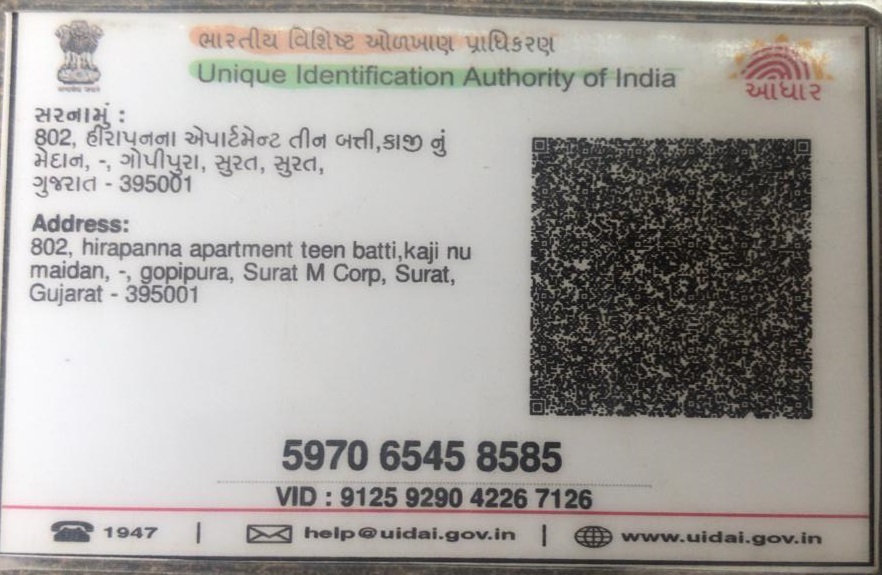 ભારતીય વિશિષ્ટ ઓળખાણ પ્રાધિકરણ
Unique Identification Authority of India
આધાર
સરનામું :
802, હીરાપનના એપાર્ટમેન્ટ તીન બત્તી,કાજી નું
મેદાન, -, ગોપીપુરા, સુરત, સુરત,
ગુજરાત - 395001
Address:
802, hirapanna apartment teen batti,kaji nu
maidan, -, gopipura, Surat M Corp, Surat,
Gujarat - 395001
5970 6545 8585
VID : 9125 9290 4226 7126
1947 | help@uidai.gov.in | www.uidai.gov.in